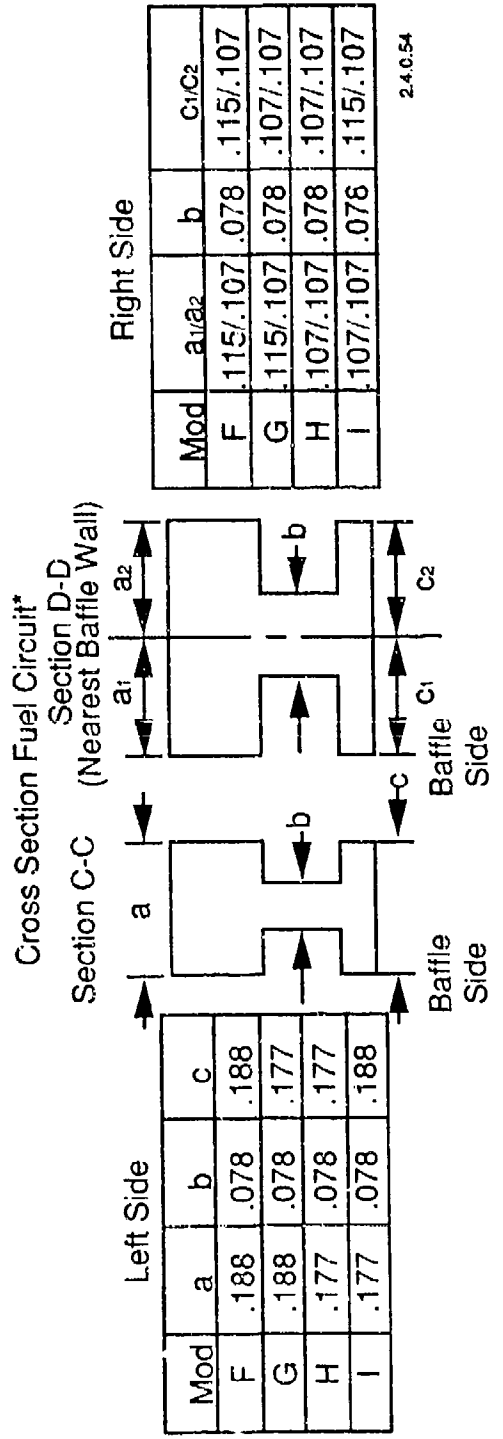 Cross Section Fuel Circuit*
Left Side
Mod a b c
F .188 .078 .188
G .188 .078 .177
H .177 .078 .177
I .177 .078 .188
Section C-C
a
b
c
Baffle
Side
Section D-D
(Nearest Baffle Wall)
a1 a2
b
c1 c2
Baffle
Side
Right Side
Mod a1/a2 b c1/c2
F .115/.107 .078 .115/.107
G .115/.107 .078 .107/.107
H .107/.107 .078 .107/.107
I .107/.107 .076 .115/.107
2.4.0.54